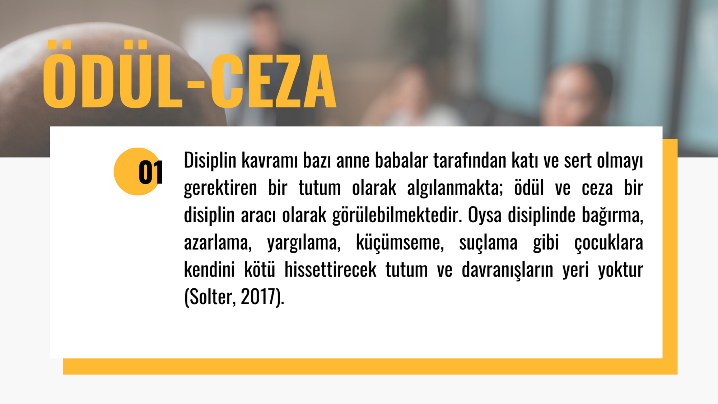 ÖDÜL-CEZA
01
Disiplin kavramı bazı anne babalar tarafından katı ve sert olmayı
gerektiren bir tutum olarak algılanmakta; ödül ve ceza bir
disiplin aracı olarak görülebilmektedir. Oysa disiplinde bağırma,
azarlama, yargılama, küçümseme, suçlama gibi çocuklara
kendini kötü hissettirecek tutum ve davranışların yeri yoktur
(Solter, 2017).